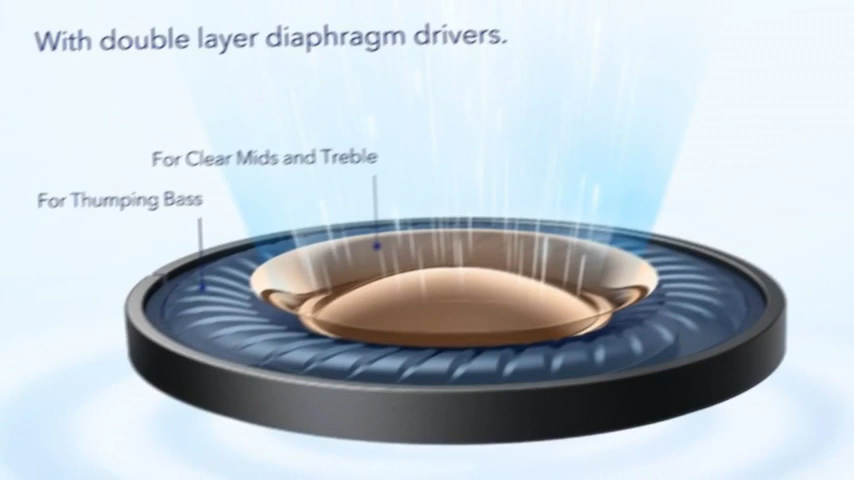 With double layer diaphragm drivers.
For Clear Mids and Treble
For Thumping Bass